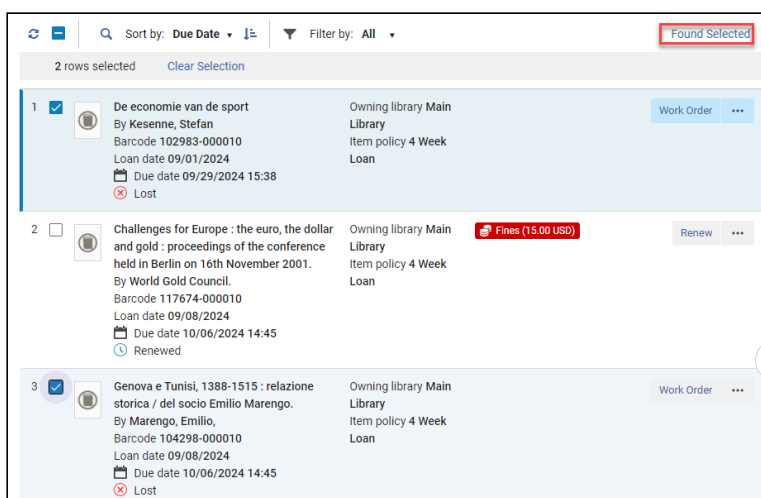 Sort by: Due Date Filter by: All Found Selected
2 rows selected Clear Selection
1 De economie van de sport
By Kesenne, Stefan
Barcode 102983-000010
Loan date 09/01/2024
Due date 09/29/2024 15:38
Lost
Owning library Main
Library
Item policy 4 Week
Loan
Work Order
2 Challenges for Europe : the euro, the dollar
and gold : proceedings of the conference
held in Berlin on 16th November 2001.
By World Gold Council.
Barcode 117674-000010
Loan date 09/08/2024
Due date 10/06/2024 14:45
Renewed
Owning library Main
Library
Item policy 4 Week
Loan
Fines (15.00 USD)
Renew
3 Genova e Tunisi, 1388-1515 : relazione
storica / del socio Emilio Marengo.
By Marengo, Emilio,
Barcode 104298-000010
Loan date 09/08/2024
Due date 10/06/2024 14:45
Lost
Owning library Main
Library
Item policy 4 Week
Loan
Work Order